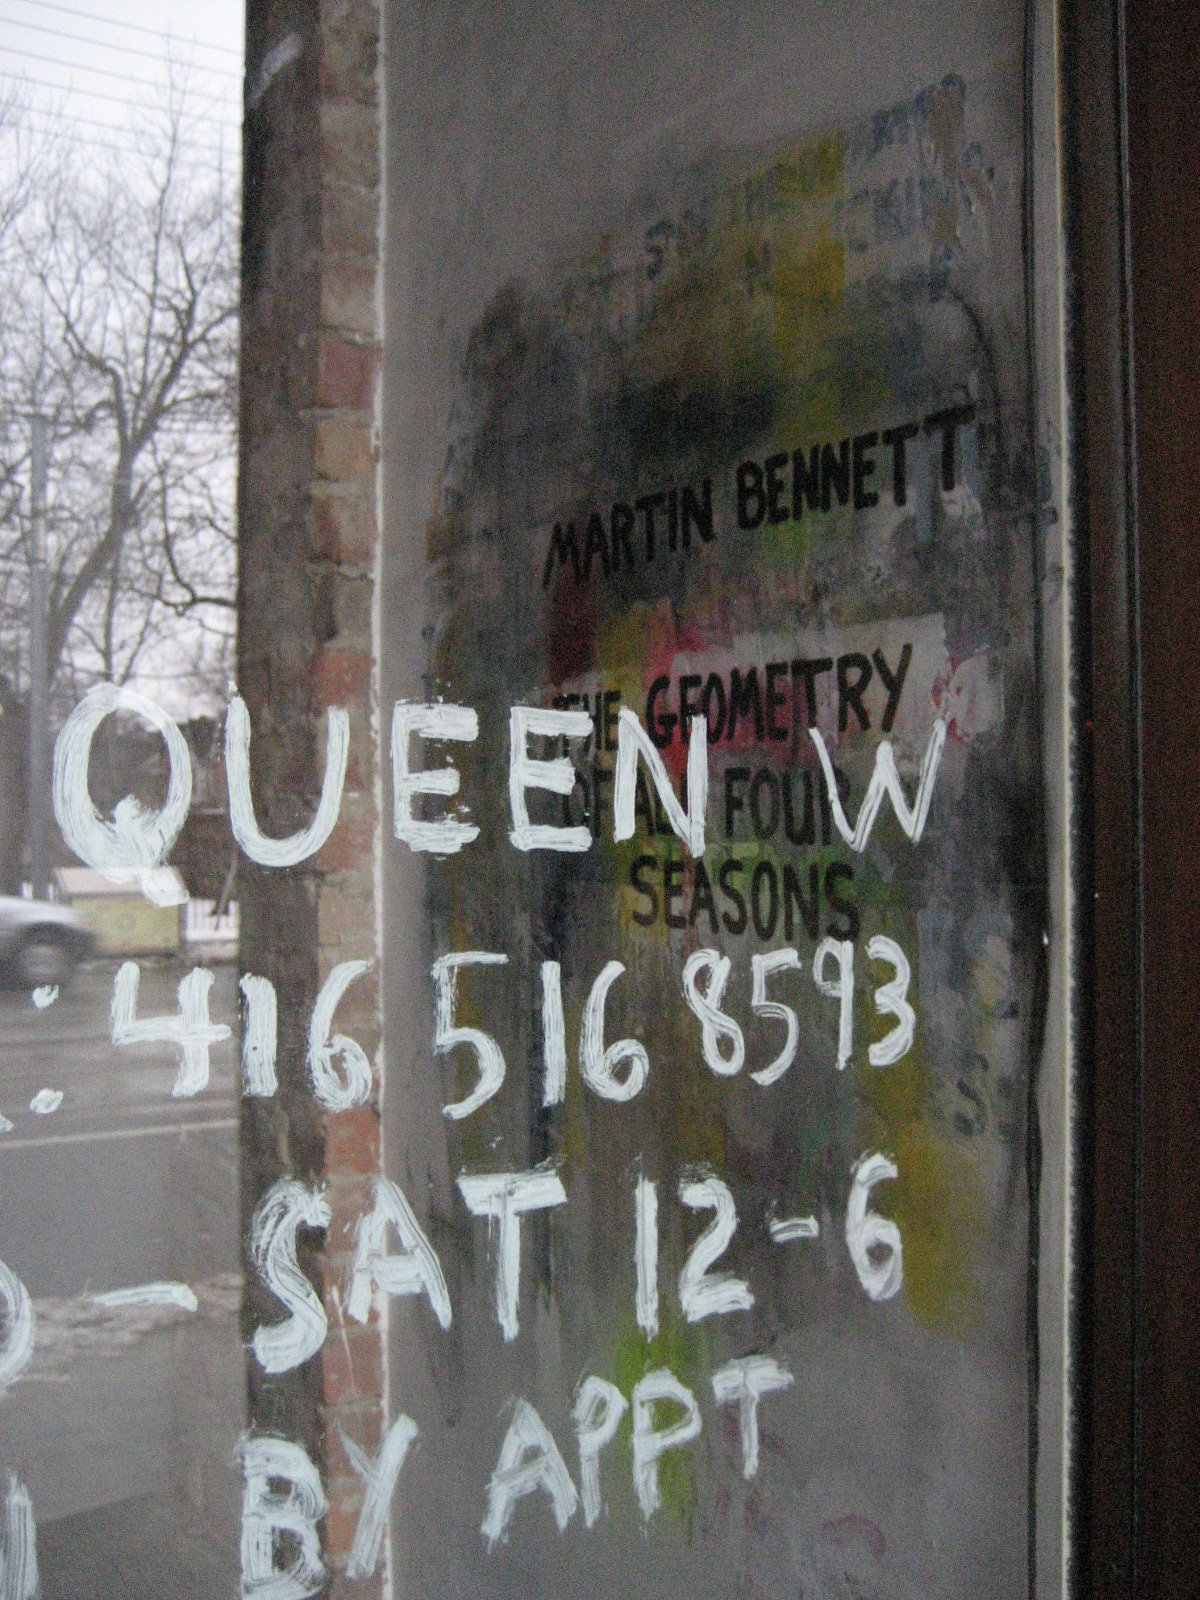 MARTIN BENNETT
THE GEOMETRY
OF ALL FOUR
SEASONS
QUEEN W
: 416 516 8593
- SAT 12-6
BY APPT